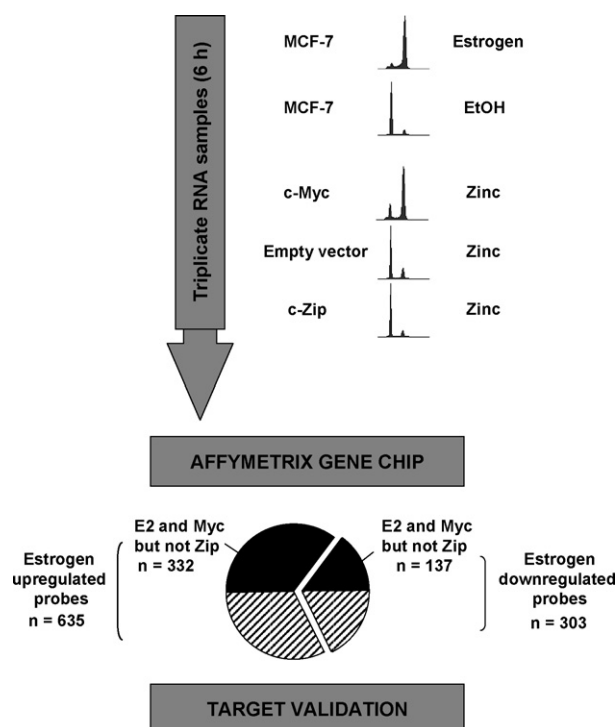 Triplicate RNA samples (6 h)
MCF-7 Estrogen
MCF-7 EtOH
c-Myc Zinc
Empty vector Zinc
c-Zip Zinc
AFFYMETRIX GENE CHIP
E2 and Myc
but not Zip
n = 332
E2 and Myc
but not Zip
n = 137
Estrogen
upregulated
probes
n = 635
Estrogen
downregulated
probes
n = 303
TARGET VALIDATION